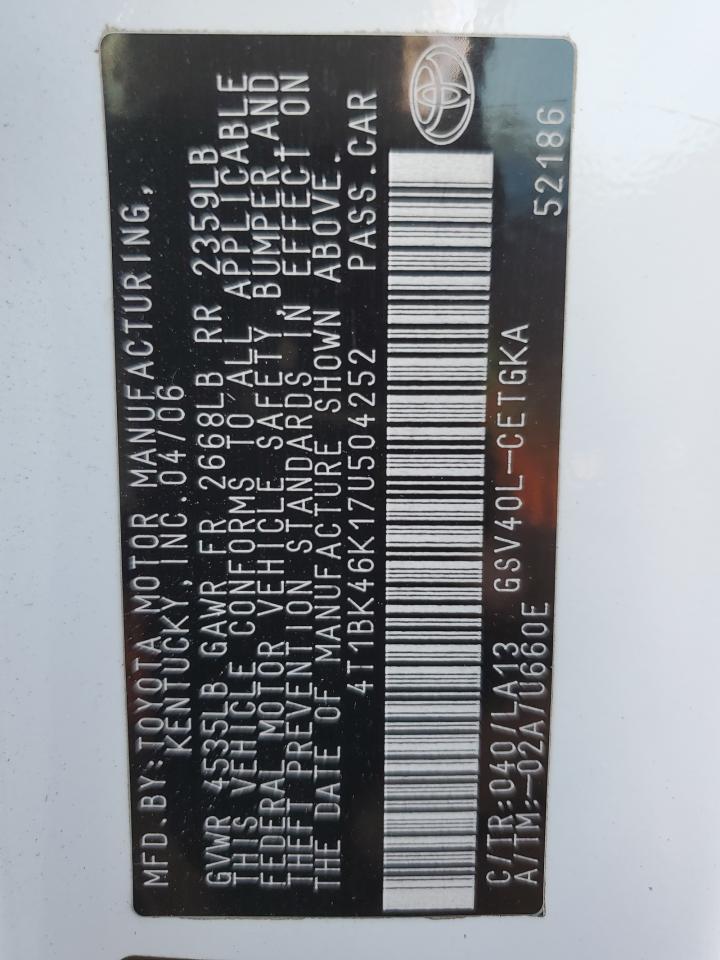 MFD.BY:TOYOTA MOTOR MANUFACTURING,
KENTUCKY,INC.04/06
GVWR 4535LB GAWR FR 2668LB RR 2359LB
THIS VEHICLE CONFORMS TO ALL APPLICABLE
FEDERAL MOTOR VEHICLE SAFETY,BUMPER,AND
THEFT PREVENTION STANDARDS IN EFFECT ON
THE DATE OF MANUFACTURE SHOWN ABOVE.
4T1BK46K17U504252 PASS.CAR
C/TR:040/LA13 GSV40L-CETGKA
A/TM:-02A/U660E 52186